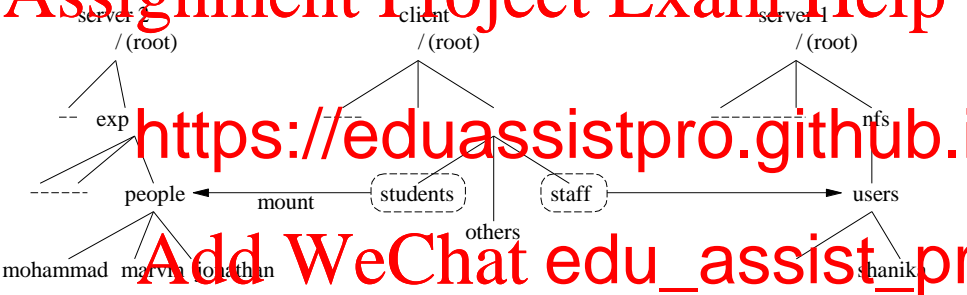 Assignment Project Exam Help
server 2 client server 1
/ (root) / (root) / (root)
exp nfs
https://eduassistpro.github.i
people mount students staff users
others
mohammad marvin jonathan shanika
Add WeChat edu_assist_pr